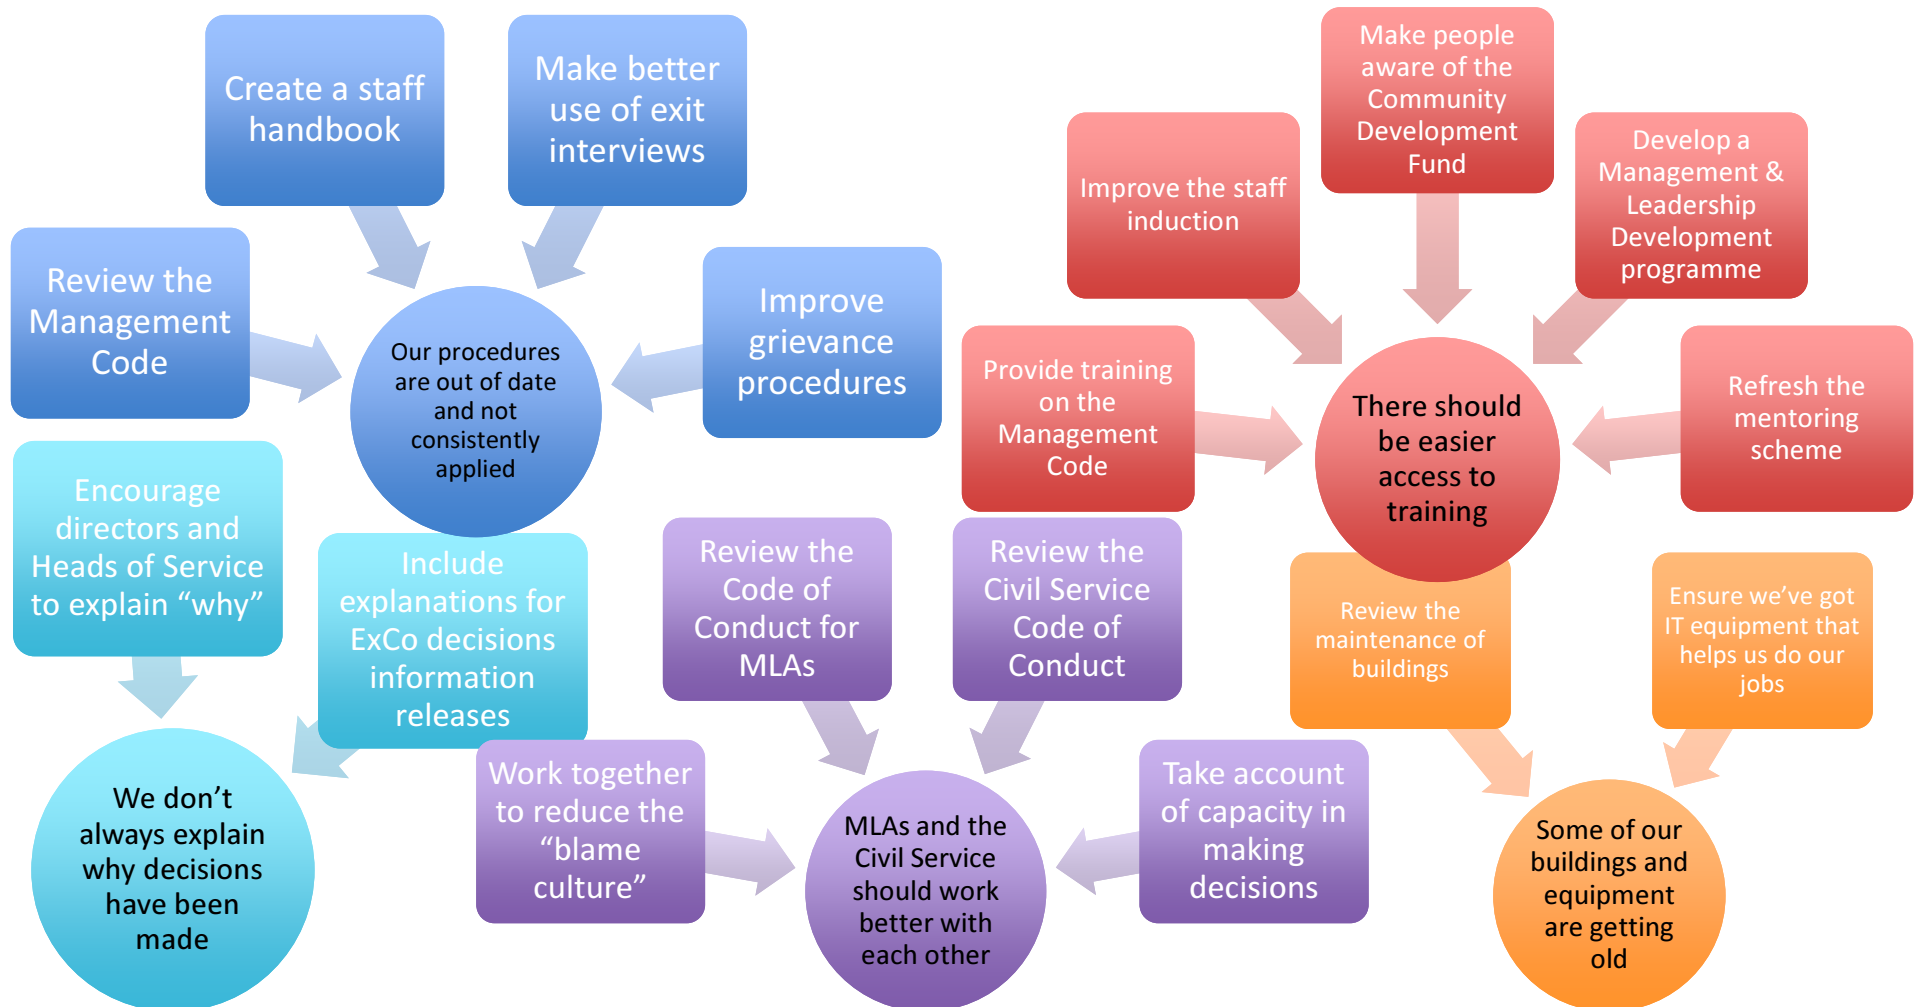 Create a staff
handbook
Make better
use of exit
interviews
Review the
Management
Code
Improve
grievance
procedures
Our procedures
are out of date
and not
consistently
applied
Make people
aware of the
Community
Development
Fund
Improve the staff
induction
Develop a
Management &
Leadership
Development
programme
Provide training
on the
Management
Code
Refresh the
mentoring
scheme
There should
be easier
access to
training
Encourage
directors and
Heads of Service
to explain “why”
Include
explanations for
ExCo decisions
information
releases
We don’t
always explain
why decisions
have been
made
Review the
Code of
Conduct for
MLAs
Review the
Civil Service
Code of
Conduct
Work together
to reduce the
“blame
culture”
Take account
of capacity in
making
decisions
MLAs and the
Civil Service
should work
better with
each other
Review the
maintenance of
buildings
Ensure we’ve got
IT equipment that
helps us do our
jobs
Some of our
buildings and
equipment
are getting
old